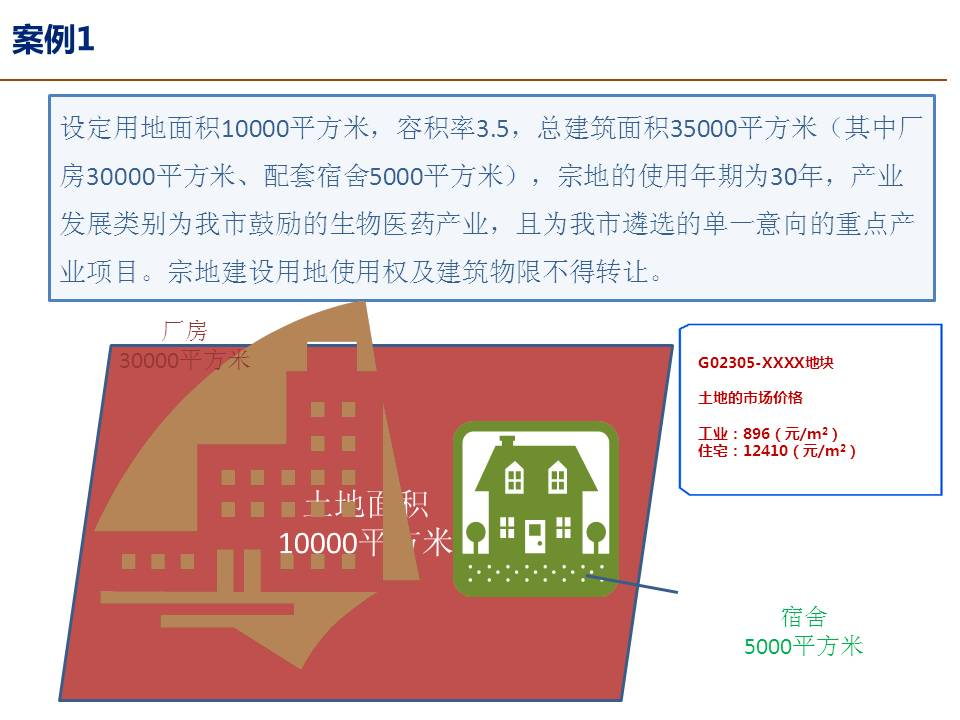 案例1
设定用地面积10000平方米，容积率3.5，总建筑面积35000平方米（其中厂
房30000平方米、配套宿舍5000平方米），宗地的使用年期为30年，产业
发展类别为我市鼓励的生物医药产业，且为我市遴选的单一意向的重点产
业项目。宗地建设用地使用权及建筑物限不得转让。
厂房
30000平方米
G02305-XXXX地块
土地的市场价格
工业：896（元/m²）
住宅：12410（元/m²）
土地面积
10000平方米
宿舍
5000平方米